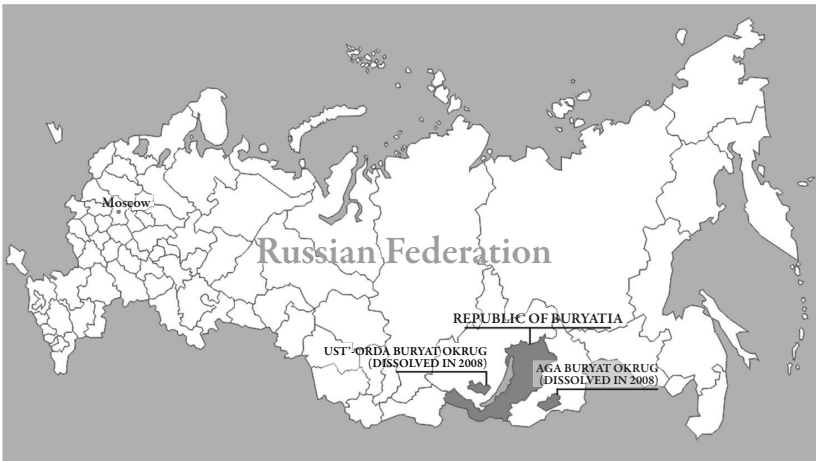 Moscow
Russian Federation
REPUBLIC OF BURYATIA
UST'-ORDA BURYAT OKRUG
(DISSOLVED IN 2008)
AGA BURYAT OKRUG
(DISSOLVED IN 2008)